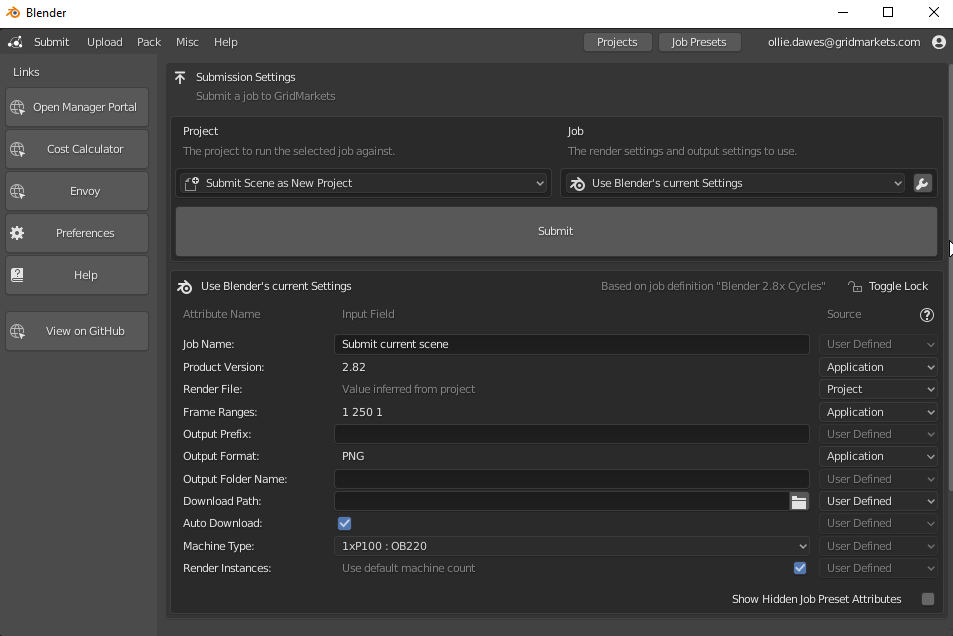 Blender
Submit Upload Pack Misc Help Projects Job Presets ollie.dawes@gridmarkets.com
Links
Open Manager Portal
Cost Calculator
Envoy
Preferences
Help
View on GitHub
Submission Settings
Submit a job to GridMarkets
Project Job
The project to run the selected job against. The render settings and output settings to use.
Submit Scene as New Project Use Blender's current Settings
Submit
Use Blender's current Settings Based on job definition "Blender 2.8x Cycles" Toggle Lock
Attribute Name Input Field Source ?
Job Name: Submit current scene User Defined
Product Version: 2.82 Application
Render File: Value inferred from project Project
Frame Ranges: 1 250 1 Application
Output Prefix: User Defined
Output Format: PNG Application
Output Folder Name: User Defined
Download Path: User Defined
Auto Download: User Defined
Machine Type: 1xP100 : OB220 User Defined
Render Instances: Use default machine count User Defined
Show Hidden Job Preset Attributes